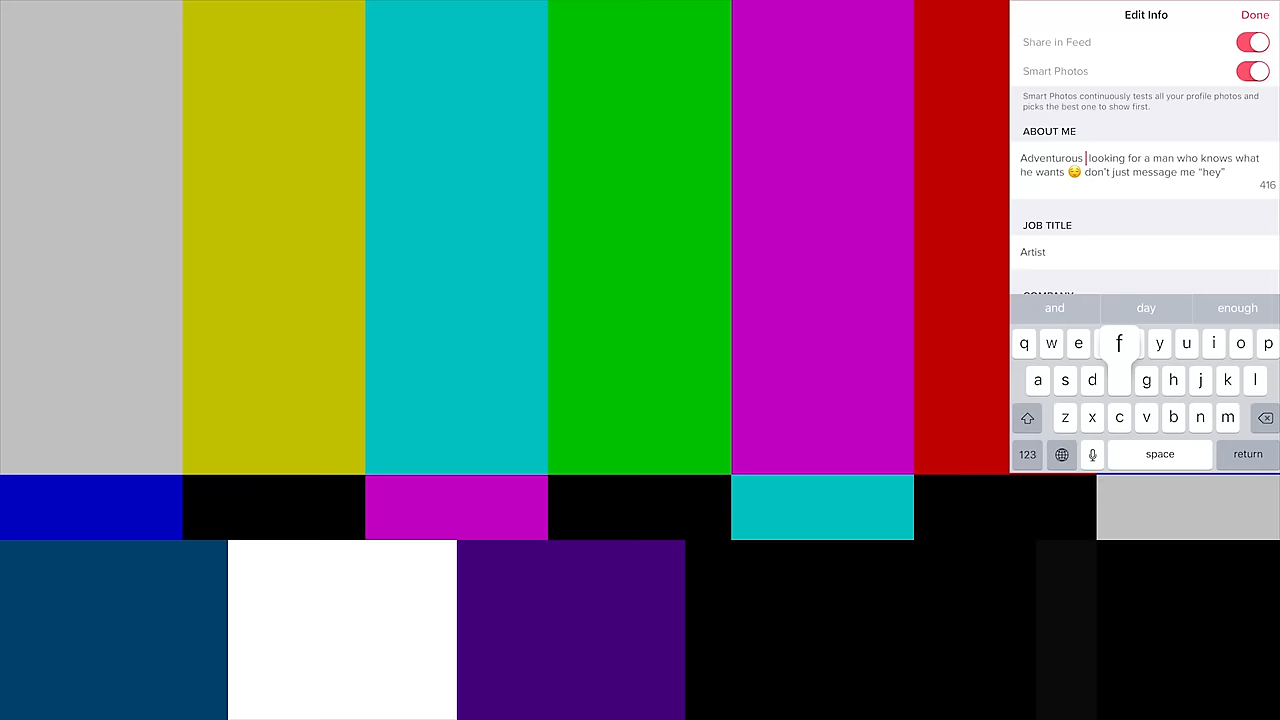 Edit Info
Done
Share in Feed
Smart Photos
Smart Photos continuously tests all your profile photos and
picks the best one to show first.
ABOUT ME
Adventurous looking for a man who knows what
he wants 😌 don't just message me “hey”
416
JOB TITLE
Artist
COMPANY
and day enough
q w e f y u i o p
a s d g h j k l
z x c v b n m
123 space return